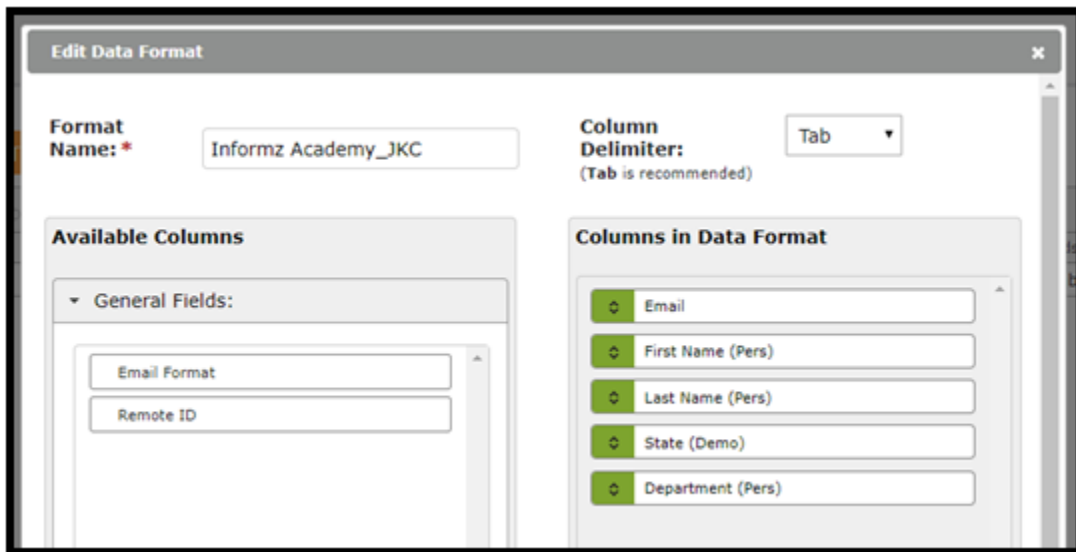 Edit Data Format
Format
Name: *
Informz Academy_JKC
Column
Delimiter:
(Tab is recommended)
Tab
Available Columns
General Fields:
Email Format
Remote ID
Columns in Data Format
Email
First Name (Pers)
Last Name (Pers)
State (Demo)
Department (Pers)